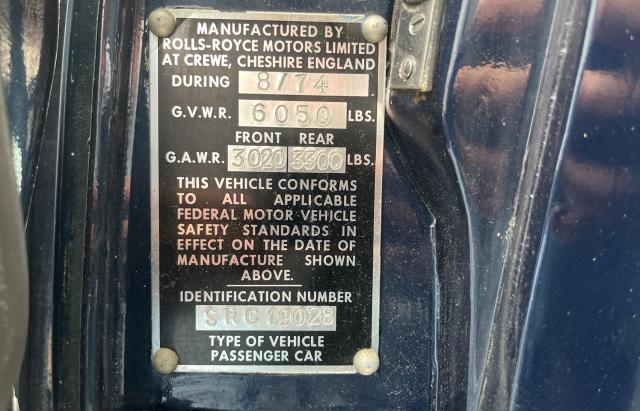 MANUFACTURED BY
ROLLS-ROYCE MOTORS LIMITED
AT CREWE, CHESHIRE ENGLAND
DURING 8/74
G.V.W.R. 6050 LBS.
FRONT REAR
G.A.W.R. 3020 3300 LBS.
THIS VEHICLE CONFORMS
TO ALL APPLICABLE
FEDERAL MOTOR VEHICLE
SAFETY STANDARDS IN
EFFECT ON THE DATE OF
MANUFACTURE SHOWN
ABOVE.
IDENTIFICATION NUMBER
SRC19028
TYPE OF VEHICLE
PASSENGER CAR